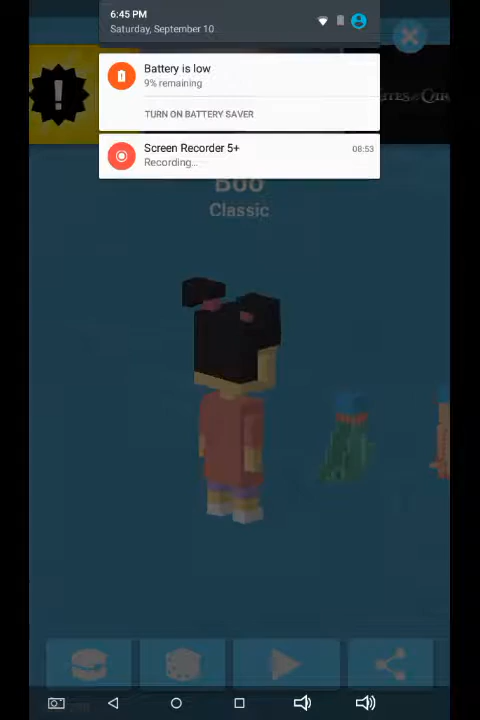 6:45 PM
Saturday, September 10
Battery is low
9% remaining
TURN ON BATTERY SAVER
Screen Recorder 5+
08:53
Recording...
Boo
Classic